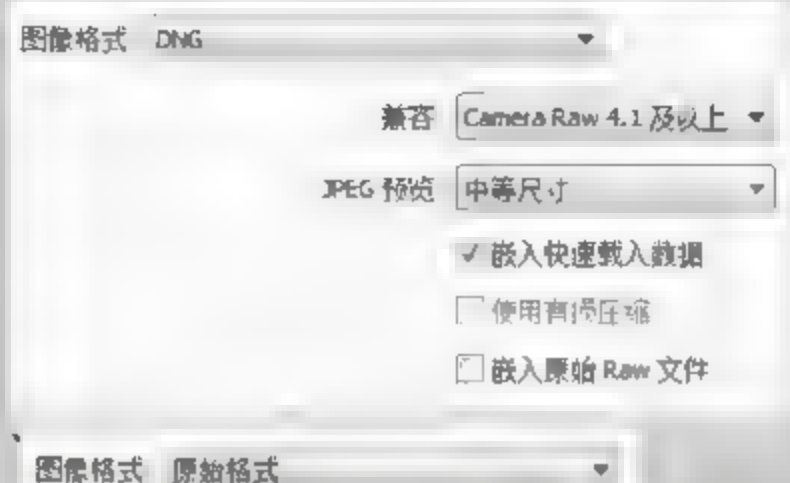 图像格式 DNG
兼容 Camera Raw 4.1 及以上
JPEG 预览 中等尺寸
嵌入快速载入数据
使用有损压缩
嵌入原始 Raw 文件
图像格式 原始格式